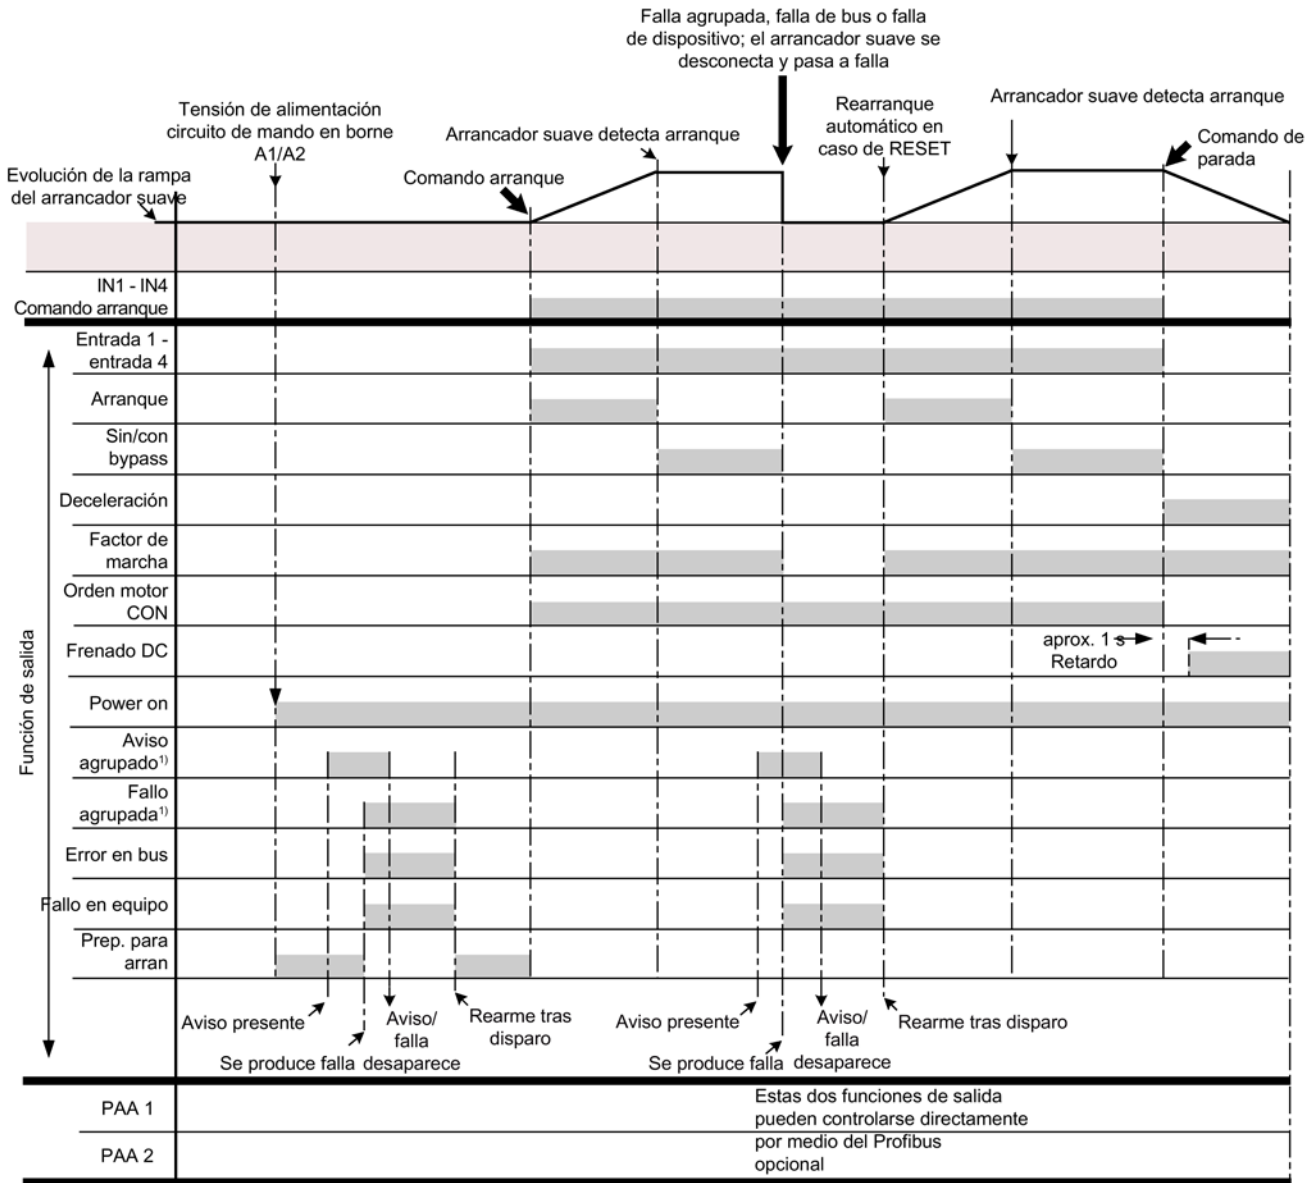 Falla agrupada, falla de bus o falla
de dispositivo; el arrancador suave se
desconecta y pasa a falla
Tensión de alimentación
circuito de mando en borne
A1/A2
Arrancador suave detecta arranque
Rearranque
automático en
caso de RESET
Arrancador suave detecta arranque
Comando de
parada
Evolución de la rampa
del arrancador suave
Comando arranque
IN1 - IN4
Comando arranque
Entrada 1 -
entrada 4
Arranque
Sin/con
bypass
Deceleración
Factor de
marcha
Orden motor
CON
Frenado DC
aprox. 1 s
Retardo
Power on
Aviso
agrupado1)
Fallo
agrupada1)
Error en bus
Fallo en equipo
Prep. para
arran
Función de salida
Aviso presente
Se produce falla
Aviso/
falla
desaparece
Rearme tras
disparo
Aviso presente
Se produce falla
Aviso/
falla
desaparece
Rearme tras disparo
PAA 1
Estas dos funciones de salida
pueden controlarse directamente
PAA 2
por medio del Profibus
opcional